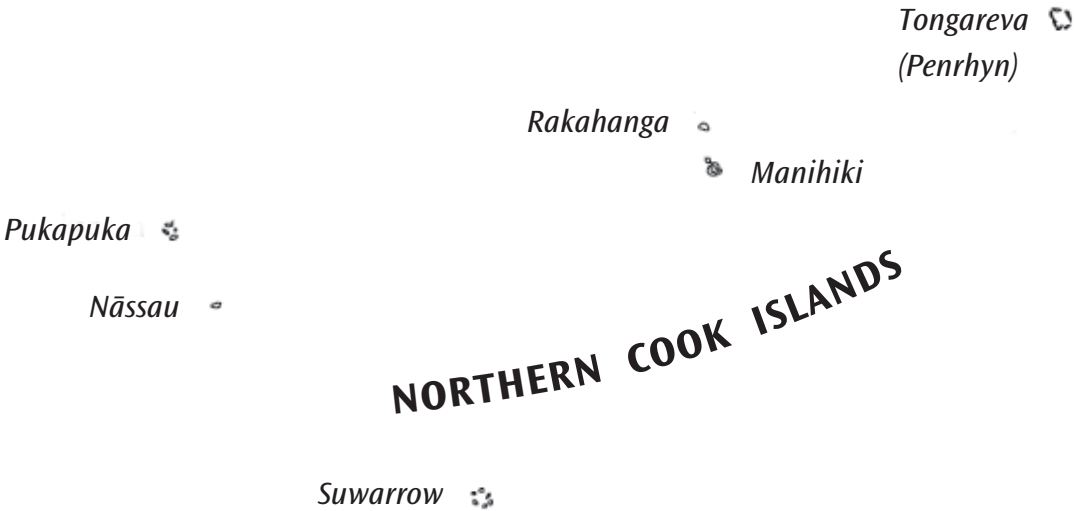 Tongareva
(Penrhyn)
Rakahanga
Manihiki
Pukapuka
Nāssau
NORTHERN COOK ISLANDS
Suwarrow